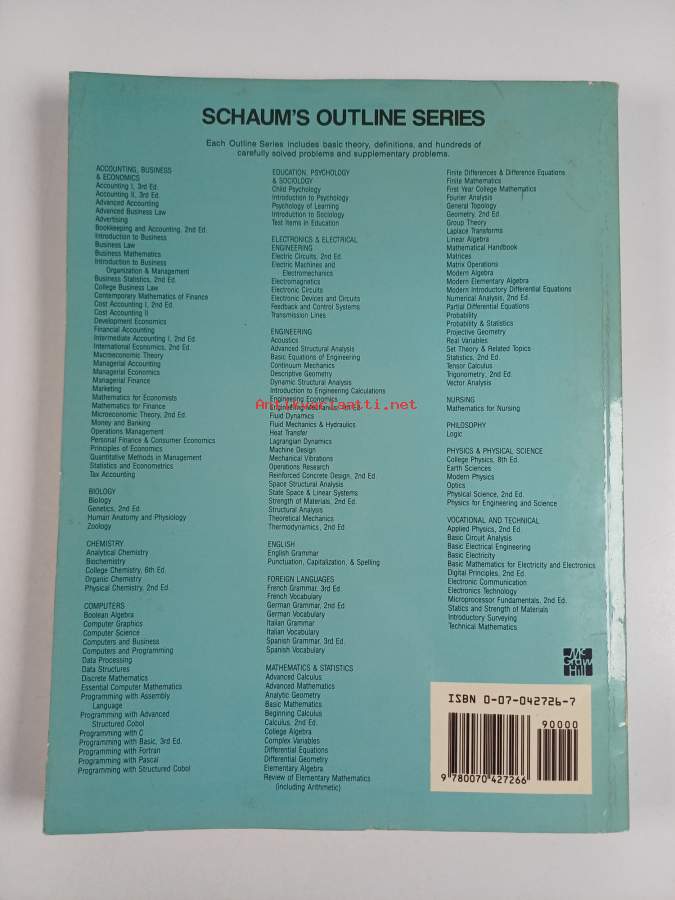 SCHAUM'S OUTLINE SERIES
Each Outline Series includes basic theory, definitions, and hundreds of
carefully solved problems and supplementary problems.
ACCOUNTING, BUSINESS
& ECONOMICS
Accounting I, 3rd Ed.
Accounting II, 3rd Ed.
Advanced Accounting
Advanced Business Law
Advertising
Bookkeeping and Accounting, 2nd Ed.
Introduction to Business
Business Law
Business Mathematics
Introduction to Business
Organization & Management
Business Statistics, 2nd Ed.
College Business Law
Contemporary Mathematics of Finance
Cost Accounting I, 2nd Ed.
Cost Accounting II
Development Economics
Financial Accounting
Intermediate Accounting I, 2nd Ed.
International Economics, 2nd Ed.
Macroeconomic Theory
Managerial Accounting
Managerial Economics
Managerial Finance
Marketing
Mathematics for Economists
Mathematics for Finance
Microeconomic Theory, 2nd Ed.
Money and Banking
Operations Management
Personal Finance & Consumer Economics
Principles of Economics
Quantitative Methods in Management
Statistics and Econometrics
Tax Accounting
BIOLOGY
Biology
Genetics, 2nd Ed.
Human Anatomy and Physiology
Zoology
CHEMISTRY
Analytical Chemistry
Biochemistry
College Chemistry, 6th Ed.
Organic Chemistry
Physical Chemistry, 2nd Ed.
COMPUTERS
Boolean Algebra
Computer Graphics
Computer Science
Computers and Business
Computers and Programming
Data Processing
Data Structures
Discrete Mathematics
Essential Computer Mathematics
Programming with Assembly
Language
Programming with Advanced
Structured Cobol
Programming with C
Programming with Basic, 3rd Ed.
Programming with Fortran
Programming with Pascal
Programming with Structured Cobol
EDUCATION, PSYCHOLOGY
& SOCIOLOGY
Child Psychology
Introduction to Psychology
Psychology of Learning
Introduction to Sociology
Test Items in Education
ELECTRONICS & ELECTRICAL
ENGINEERING
Electric Circuits, 2nd Ed.
Electric Machines and
Electromechanics
Electromagnetics
Electronic Circuits
Electronic Devices and Circuits
Feedback and Control Systems
Transmission Lines
ENGINEERING
Acoustics
Advanced Structural Analysis
Basic Equations of Engineering
Continuum Mechanics
Descriptive Geometry
Dynamic Structural Analysis
Introduction to Engineering Calculations
Engineering Economics
Engineering Mechanics, 4th Ed.
Fluid Dynamics
Fluid Mechanics & Hydraulics
Heat Transfer
Lagrangian Dynamics
Machine Design
Mechanical Vibrations
Operations Research
Reinforced Concrete Design, 2nd Ed.
Space Structural Analysis
State Space & Linear Systems
Strength of Materials, 2nd Ed.
Structural Analysis
Theoretical Mechanics
Thermodynamics, 2nd Ed.
ENGLISH
English Grammar
Punctuation, Capitalization, & Spelling
FOREIGN LANGUAGES
French Grammar, 3rd Ed.
French Vocabulary
German Grammar, 2nd Ed.
German Vocabulary
Italian Grammar
Italian Vocabulary
Spanish Grammar, 3rd Ed.
Spanish Vocabulary
MATHEMATICS & STATISTICS
Advanced Calculus
Advanced Mathematics
Analytic Geometry
Basic Mathematics
Beginning Calculus
Calculus, 2nd Ed.
College Algebra
Complex Variables
Differential Equations
Differential Geometry
Elementary Algebra
Review of Elementary Mathematics
(including Arithmetic)
Finite Differences & Difference Equations
Finite Mathematics
First Year College Mathematics
Fourier Analysis
General Topology
Geometry, 2nd Ed.
Group Theory
Laplace Transforms
Linear Algebra
Mathematical Handbook
Matrices
Matrix Operations
Modern Algebra
Modern Elementary Algebra
Modern Introductory Differential Equations
Numerical Analysis, 2nd Ed.
Partial Differential Equations
Probability
Probability & Statistics
Projective Geometry
Real Variables
Set Theory & Related Topics
Statistics, 2nd Ed.
Tensor Calculus
Trigonometry, 2nd Ed.
Vector Analysis
NURSING
Mathematics for Nursing
PHILOSOPHY
Logic
PHYSICS & PHYSICAL SCIENCE
College Physics, 8th Ed.
Earth Sciences
Modern Physics
Optics
Physical Science, 2nd Ed.
Physics for Engineering and Science
VOCATIONAL AND TECHNICAL
Applied Physics, 2nd Ed.
Basic Circuit Analysis
Basic Electrical Engineering
Basic Electricity
Basic Mathematics for Electricity and Electronics
Digital Principles, 2nd Ed.
Electronic Communication
Electronics Technology
Microprocessor Fundamentals, 2nd Ed.
Statics and Strength of Materials
Introductory Surveying
Technical Mathematics
Mc
Graw
Hill
ISBN 0-07-042726-7
90000
9 780070 427266
Antikvariaatti.net